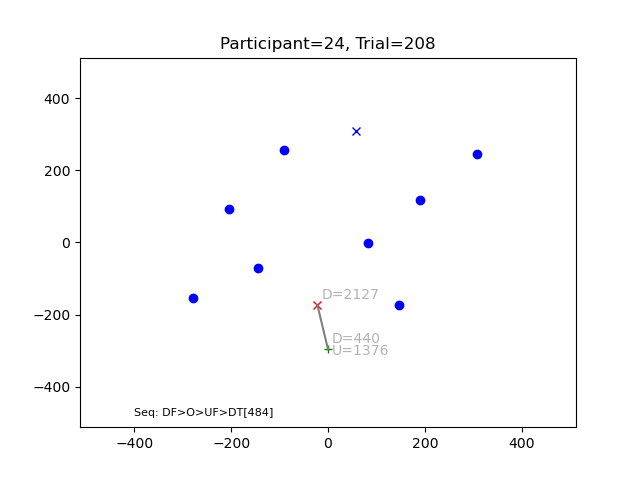 Participant=24, Trial=208
400
200
0
−200
−400
D=2127
D=440
U=1376
Seq: DF>O>UF>DT[484]
−400 −200 0 200 400